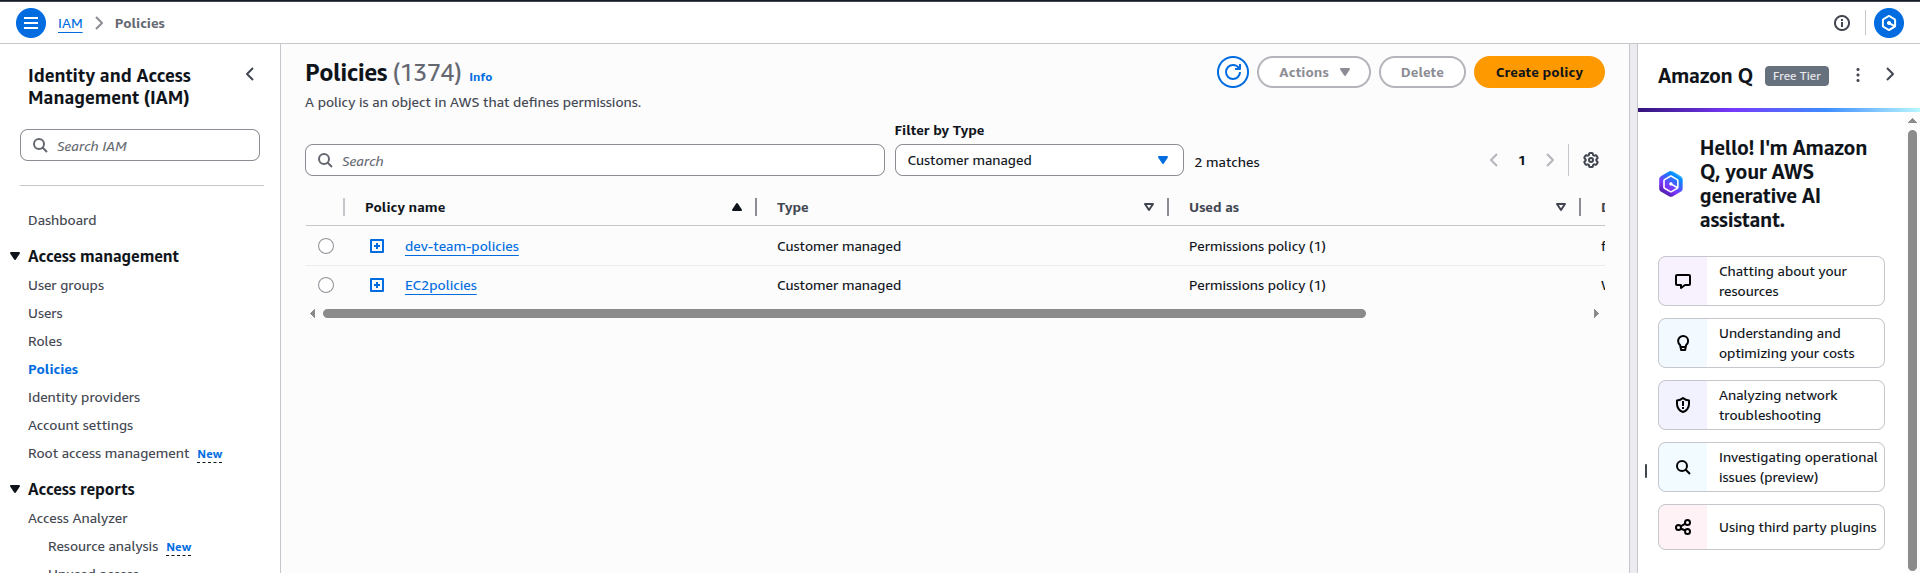 IAM > Policies
Identity and Access
Management (IAM)
Search IAM
Dashboard
Access management
User groups
Users
Roles
Policies
Identity providers
Account settings
Root access management New
Access reports
Access Analyzer
Resource analysis New
Policies (1374) Info
Actions
Delete
Create policy
A policy is an object in AWS that defines permissions.
Filter by Type
Search
Customer managed
2 matches
1
Policy name Type Used as
dev-team-policies Customer managed Permissions policy (1)
EC2policies Customer managed Permissions policy (1)
Amazon Q Free Tier
Hello! I'm Amazon
Q, your AWS
generative AI
assistant.
Chatting about your
resources
Understanding and
optimizing your costs
Analyzing network
troubleshooting
Investigating operational
issues (preview)
Using third party plugins